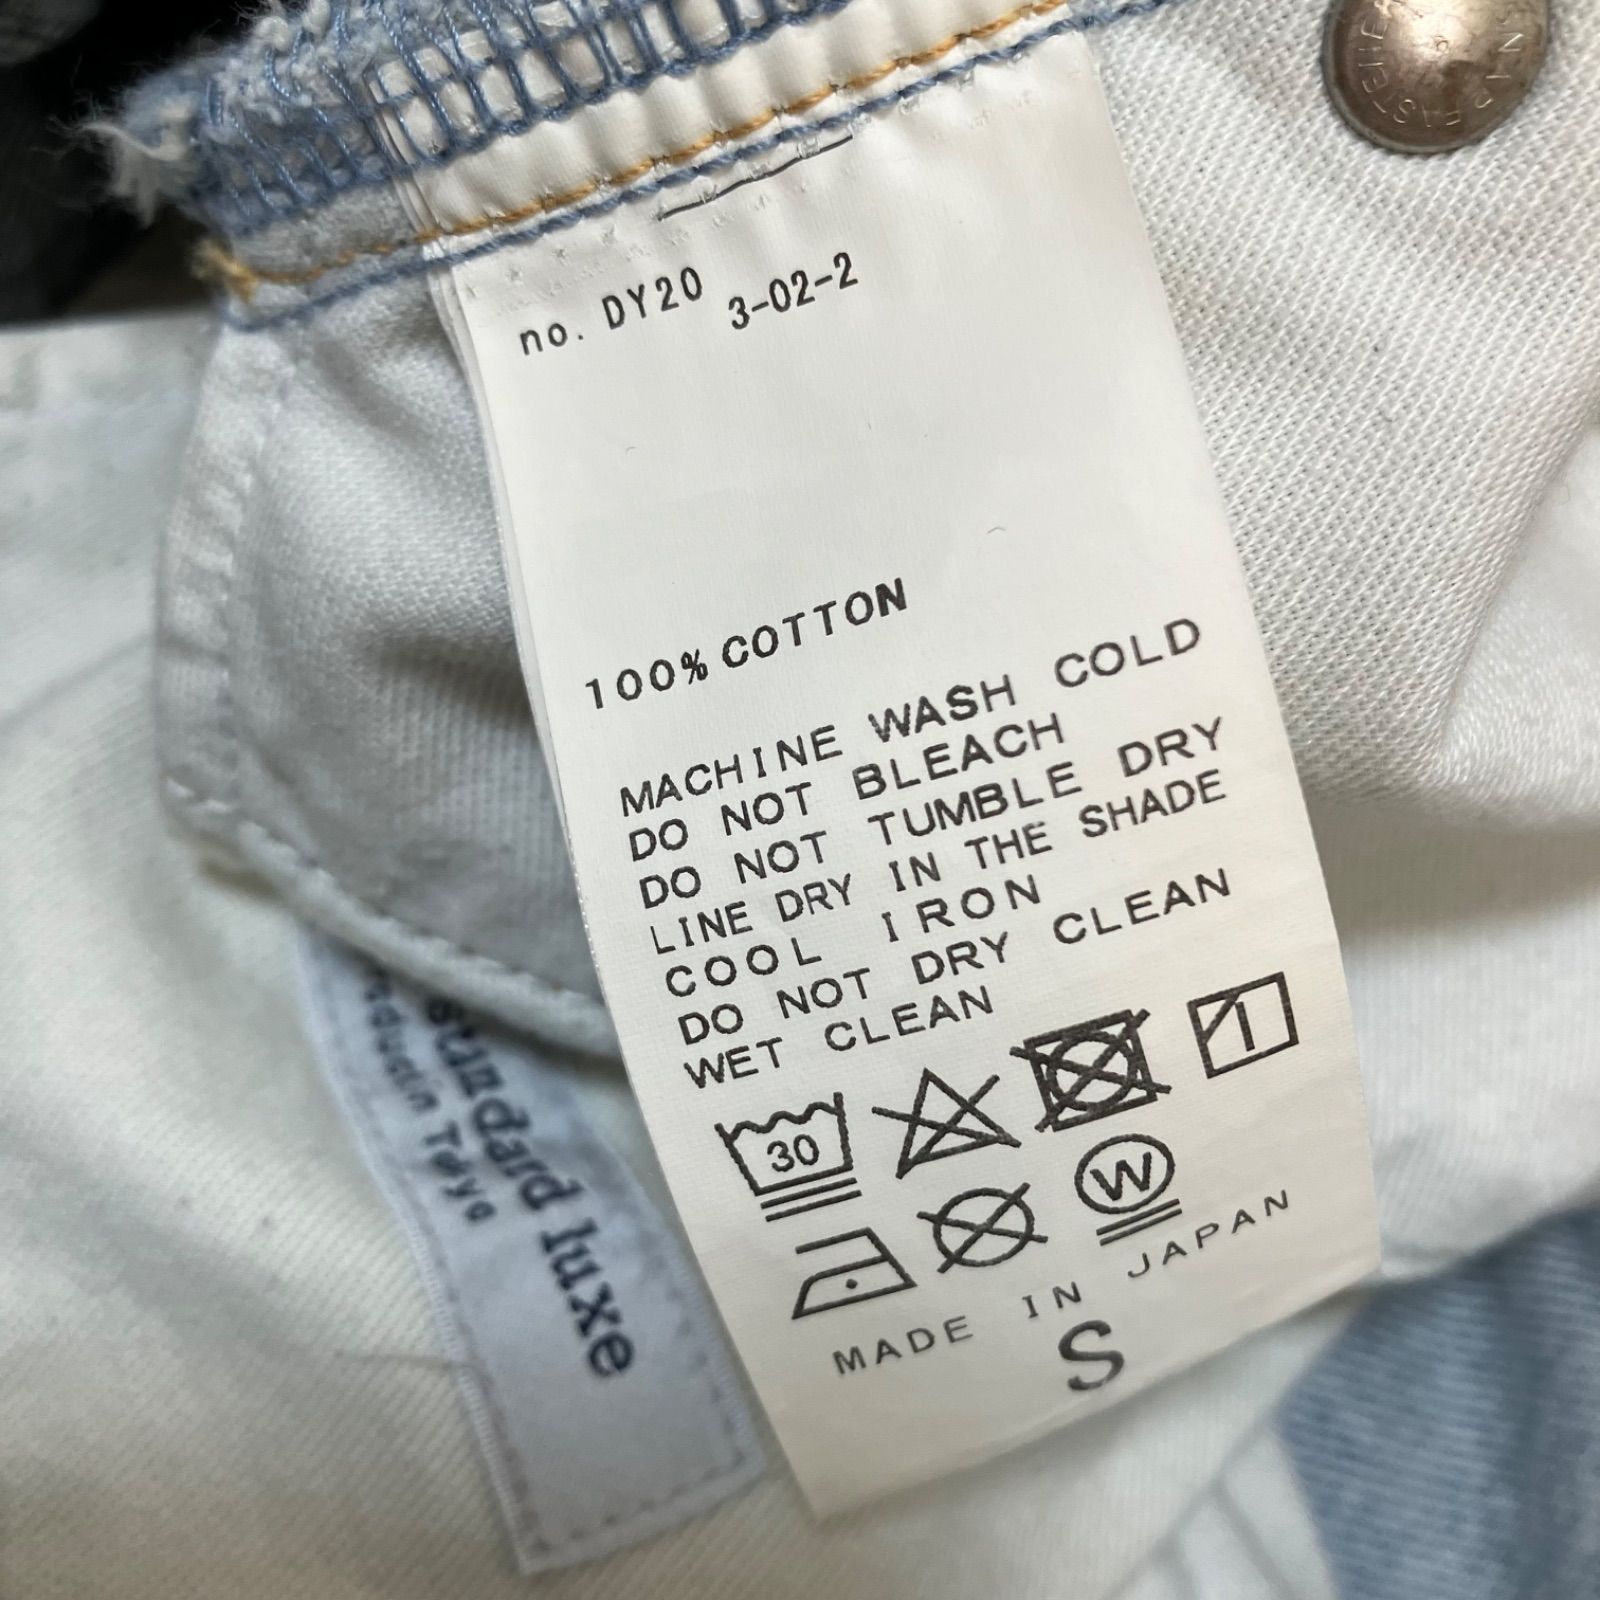 no. DY20 3-02-2
100% COTTON
MACHINE WASH COLD
DO NOT BLEACH
DO NOT TUMBLE DRY
LINE DRY IN THE SHADE
COOL IRON
DO NOT DRY CLEAN
WET CLEAN
30
W
MADE IN JAPAN
S
standard luxe
Tokyo